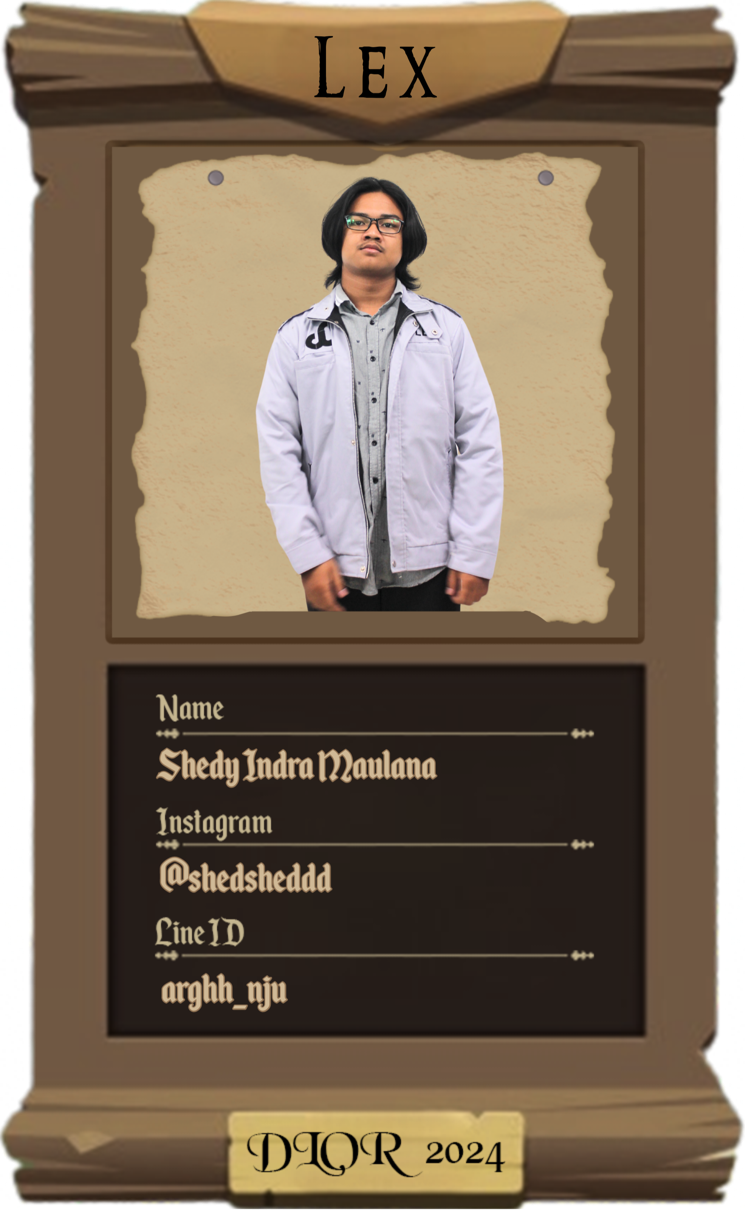 Lex
Name
Shedy Indra Maulana
Instagram
@shedsheddd
Line ID
arghh_nju
DLOR 2024